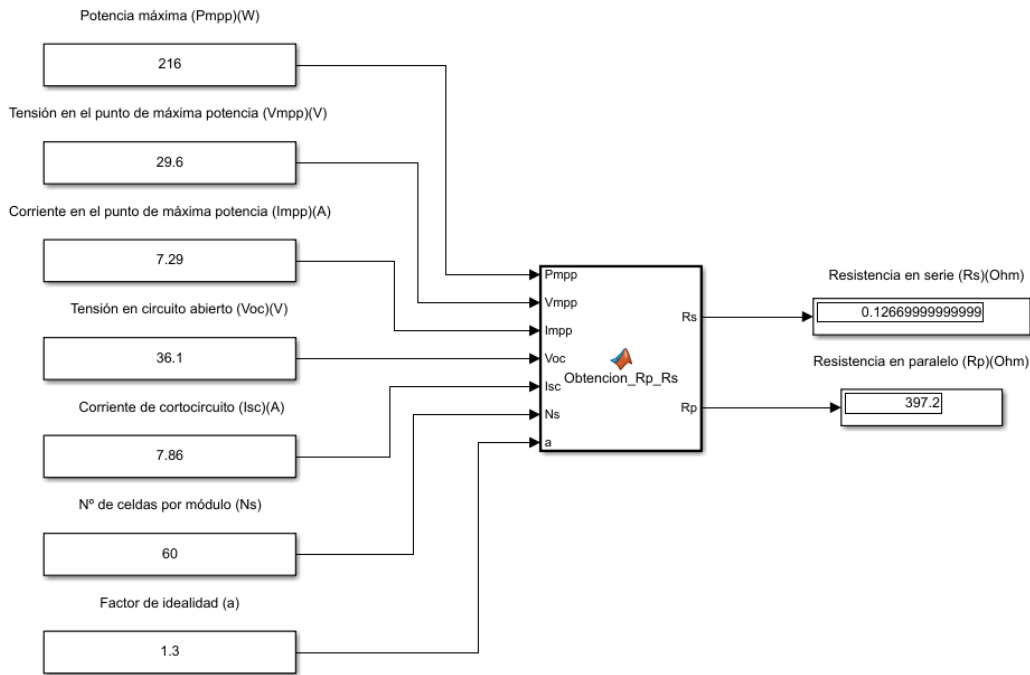 Potencia máxima (Pmpp)(W)
216
Tensión en el punto de máxima potencia (Vmpp)(V)
29.6
Corriente en el punto de máxima potencia (Impp)(A)
7.29
Tensión en circuito abierto (Voc)(V)
36.1
Corriente de cortocircuito (Isc)(A)
7.86
Nº de celdas por módulo (Ns)
60
Factor de idealidad (a)
1.3
Pmpp
Vmpp
Impp
Voc
Isc
Ns
a
Obtencion_Rp_Rs
Rs
Rp
Resistencia en serie (Rs)(Ohm)
0.12669999999999
Resistencia en paralelo (Rp)(Ohm)
397.2